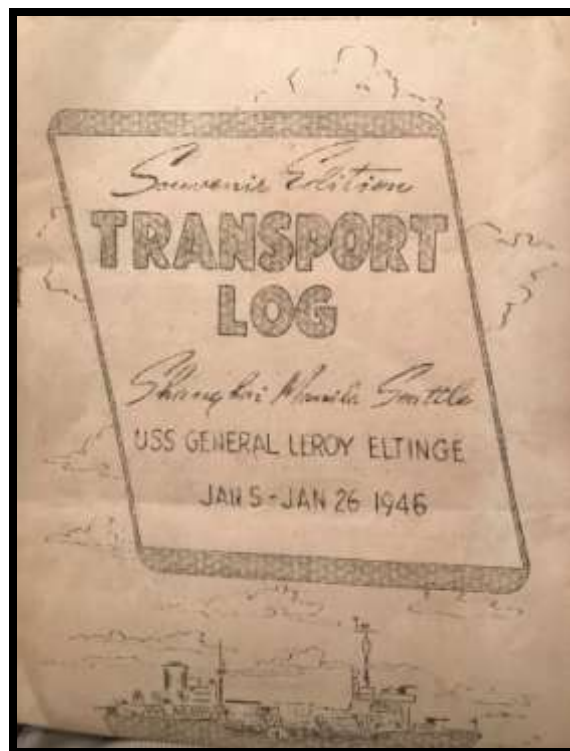 Souvenir Edition
TRANSPORT
LOG
Shanghai Manila Seattle
USS GENERAL LEROY ELTINGE
JAN 5 - JAN 26 1946